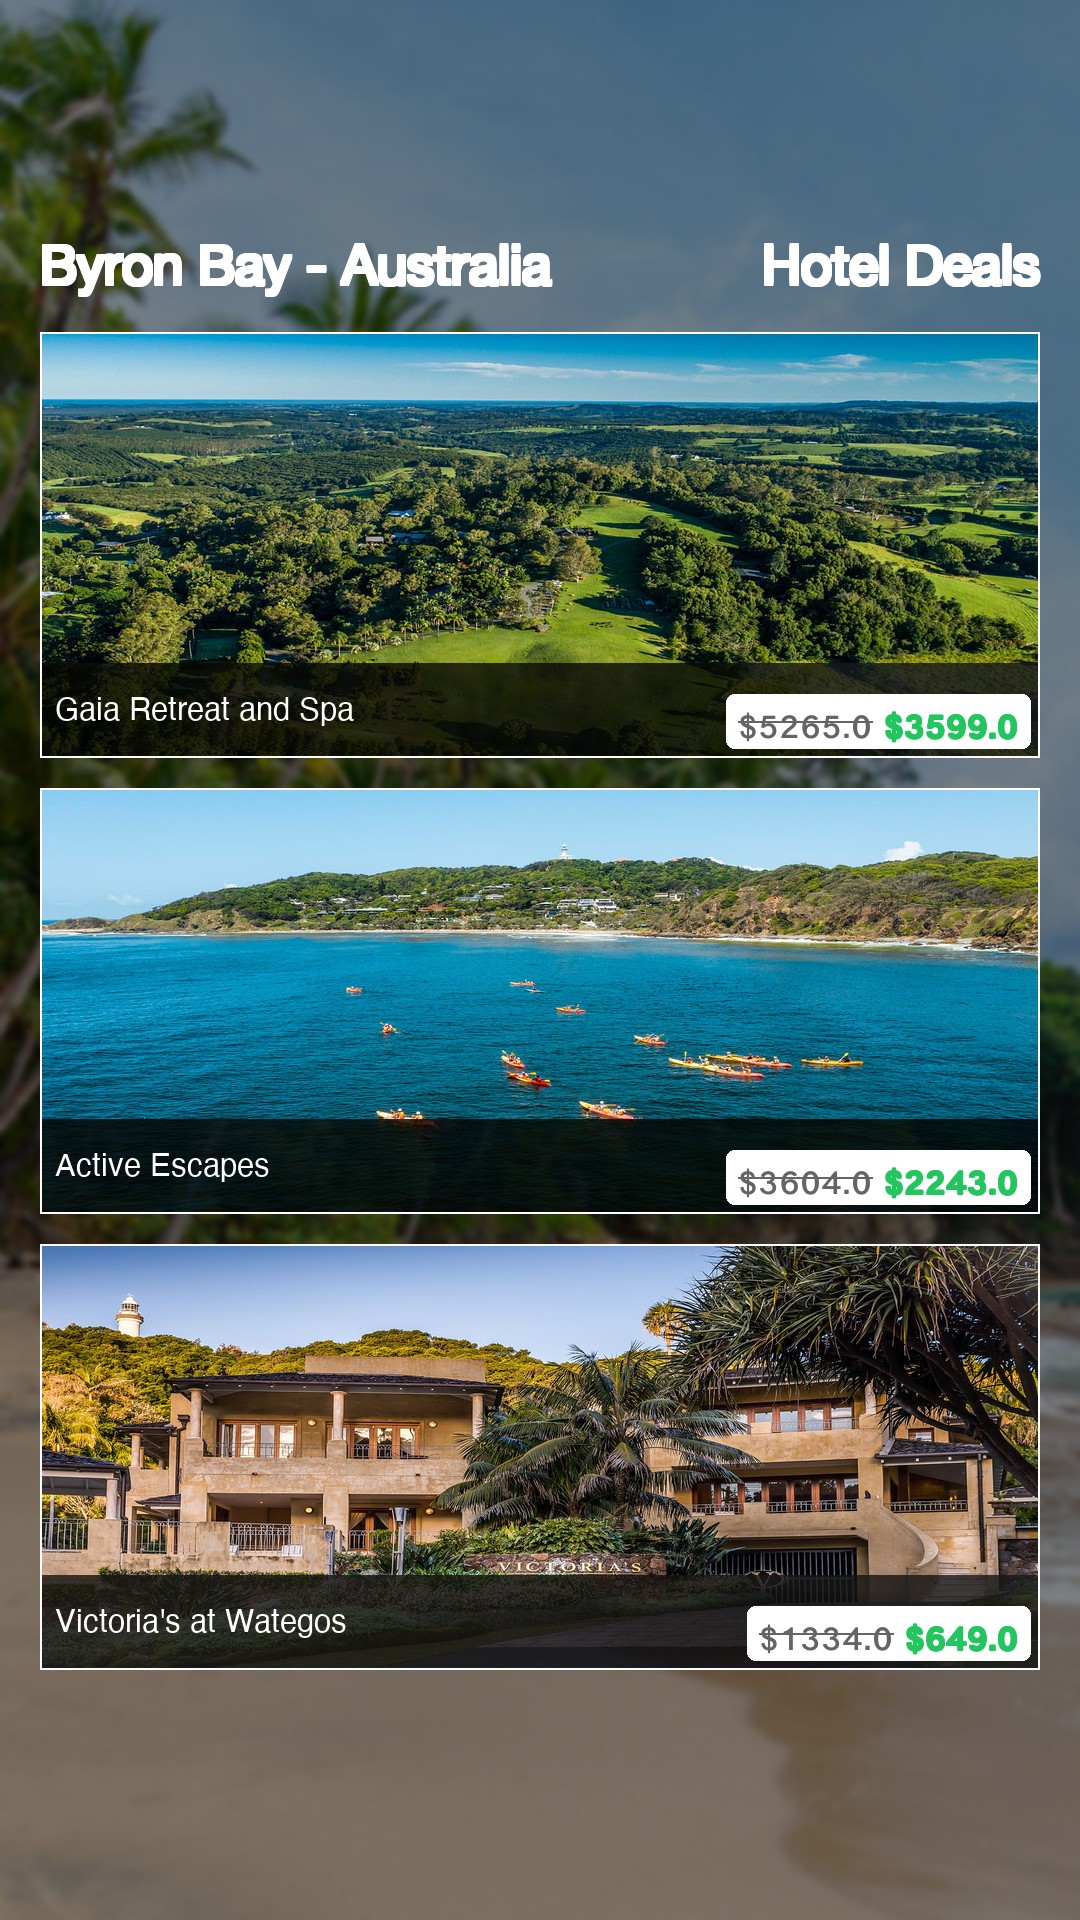 Byron Bay - Australia Hotel Deals
Gaia Retreat and Spa
$5265.0 $3599.0
Active Escapes
$3604.0 $2243.0
VICTORIA'S
Victoria's at Wategos
$1334.0 $649.0